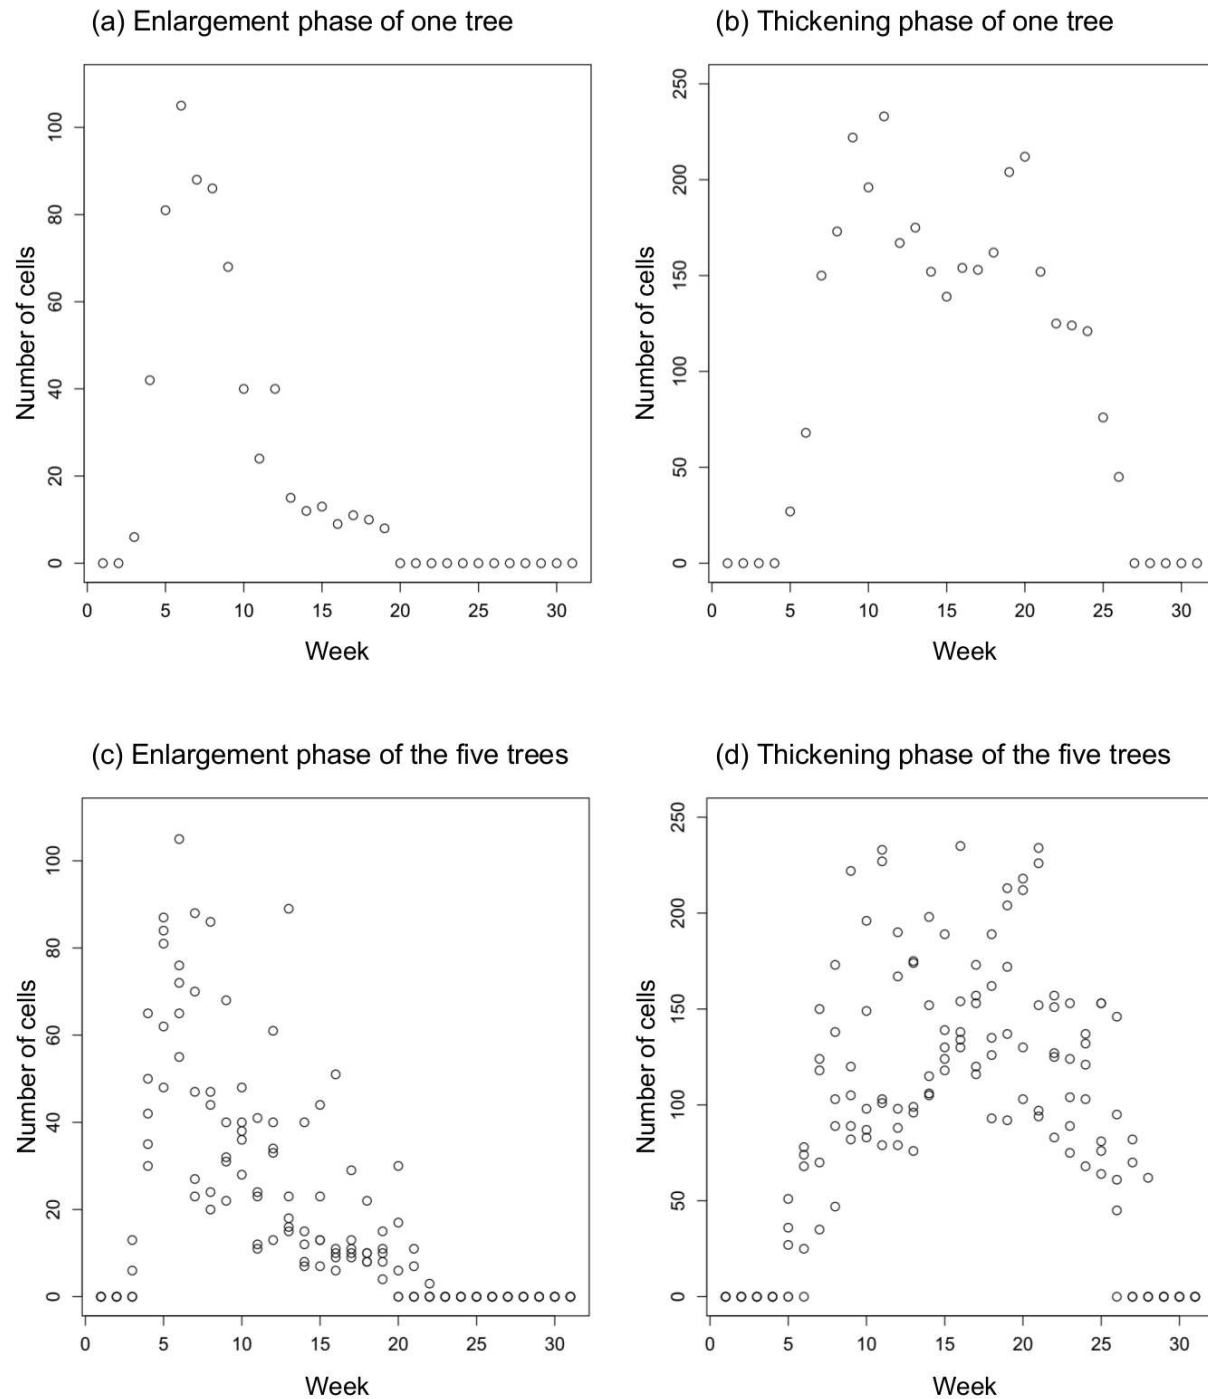 (a) Enlargement phase of one tree
Number of cells
100
80
60
40
20
0
0 5 10 15 20 25 30
Week
(b) Thickening phase of one tree
Number of cells
250
200
150
100
50
0
0 5 10 15 20 25 30
Week
(c) Enlargement phase of the five trees
Number of cells
100
80
60
40
20
0
0 5 10 15 20 25 30
Week
(d) Thickening phase of the five trees
Number of cells
250
200
150
100
50
0
0 5 10 15 20 25 30
Week